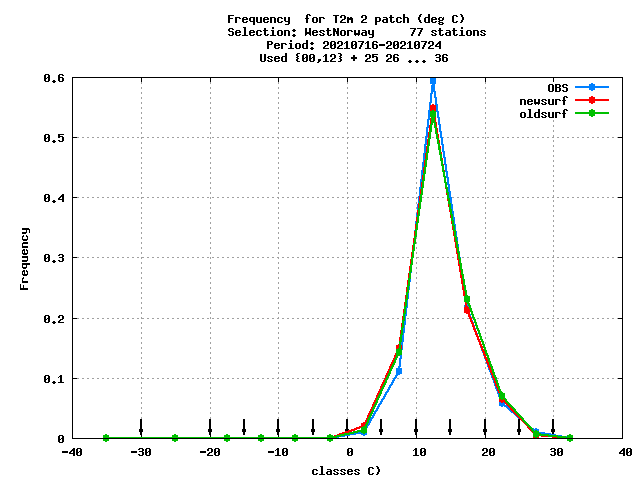 Frequency  for T2m 2 patch (deg C)
Selection: WestNorway     77 stations
Period: 20210716-20210724
Used {00,12} + 25 26 ... 36
OBS
newsurf
oldsurf
0.6
0.5
0.4
0.3
0.2
0.1
0
Frequency
-40 -30 -20 -10 0 10 20 30 40
classes C)